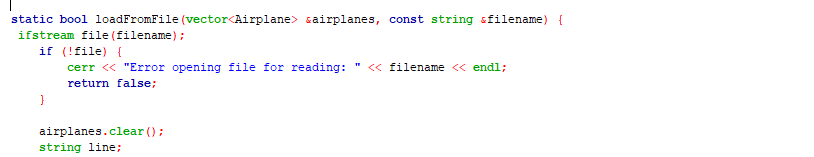 static bool loadFromFile(vector<Airplane> &airplanes, const string &filename) {
ifstream file(filename);
if (!file) {
cerr << "Error opening file for reading: " << filename << endl;
return false;
}
airplanes.clear();
string line;